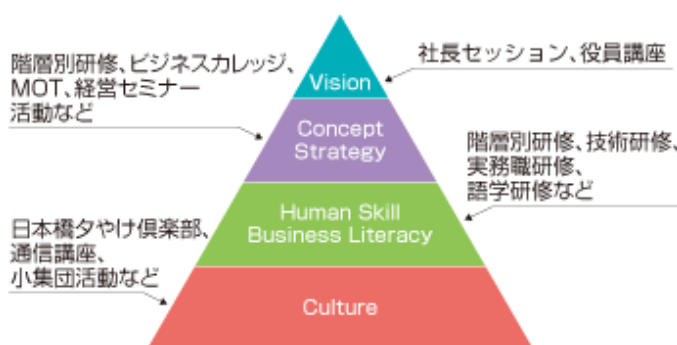 社長セッション、役員講座
Vision
階層別研修、ビジネスカレッジ、
MOT、経営セミナー
活動など
Concept
Strategy
階層別研修、技術研修、
実務職研修、
語学研修など
Human Skill
Business Literacy
日本橋夕やけ倶楽部、
通信講座、
小集団活動など
Culture